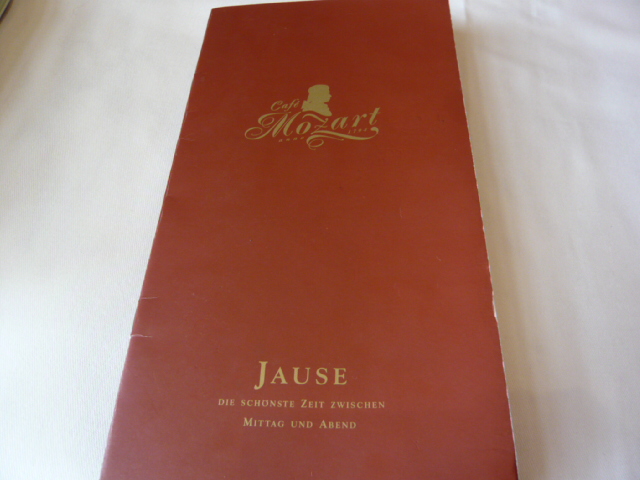 Café
Mozart
JAUSE
DIE SCHÖNSTE ZEIT ZWISCHEN
MITTAG UND ABEND